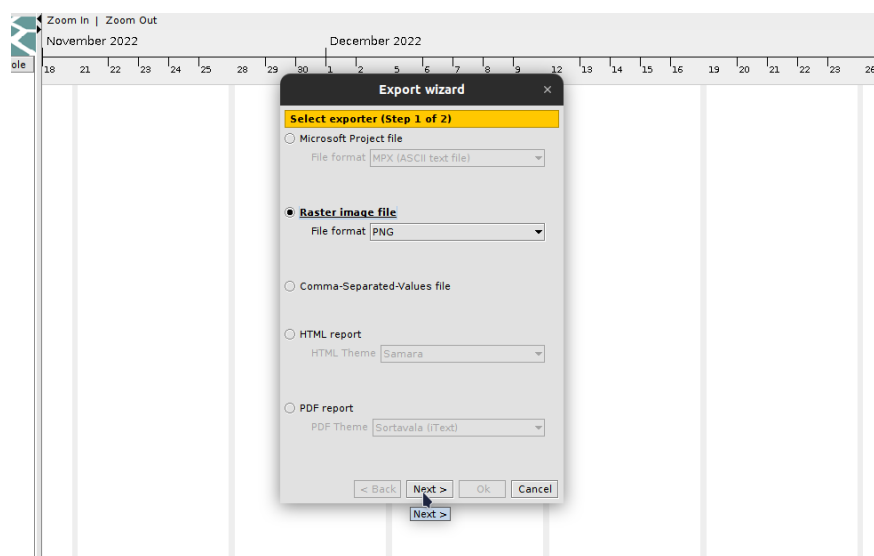 Zoom In | Zoom Out
November 2022 December 2022
ole 18 21 22 23 24 25 28 29 30 1 2 5 6 7 8 9 12 13 14 15 16 19 20 21 22 23 26
Export wizard ×
Select exporter (Step 1 of 2)
Microsoft Project file
File format MPX (ASCII text file)
Raster image file
File format PNG
Comma-Separated-Values file
HTML report
HTML Theme Samara
PDF report
PDF Theme Sortavala (iText)
< Back Next > Ok Cancel
Next >